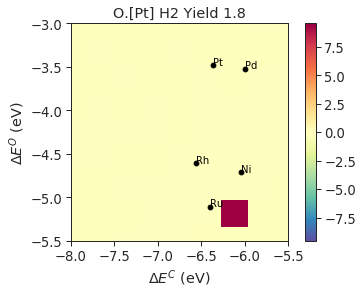 O.[Pt] H2 Yield 1.8
−3.0
−3.5
−4.0
−4.5
−5.0
−5.5
ΔE^O (eV)
Pt
Pd
Rh
Ni
Ru
−8.0 −7.5 −7.0 −6.5 −6.0 −5.5
ΔE^C (eV)
7.5
5.0
2.5
0.0
−2.5
−5.0
−7.5